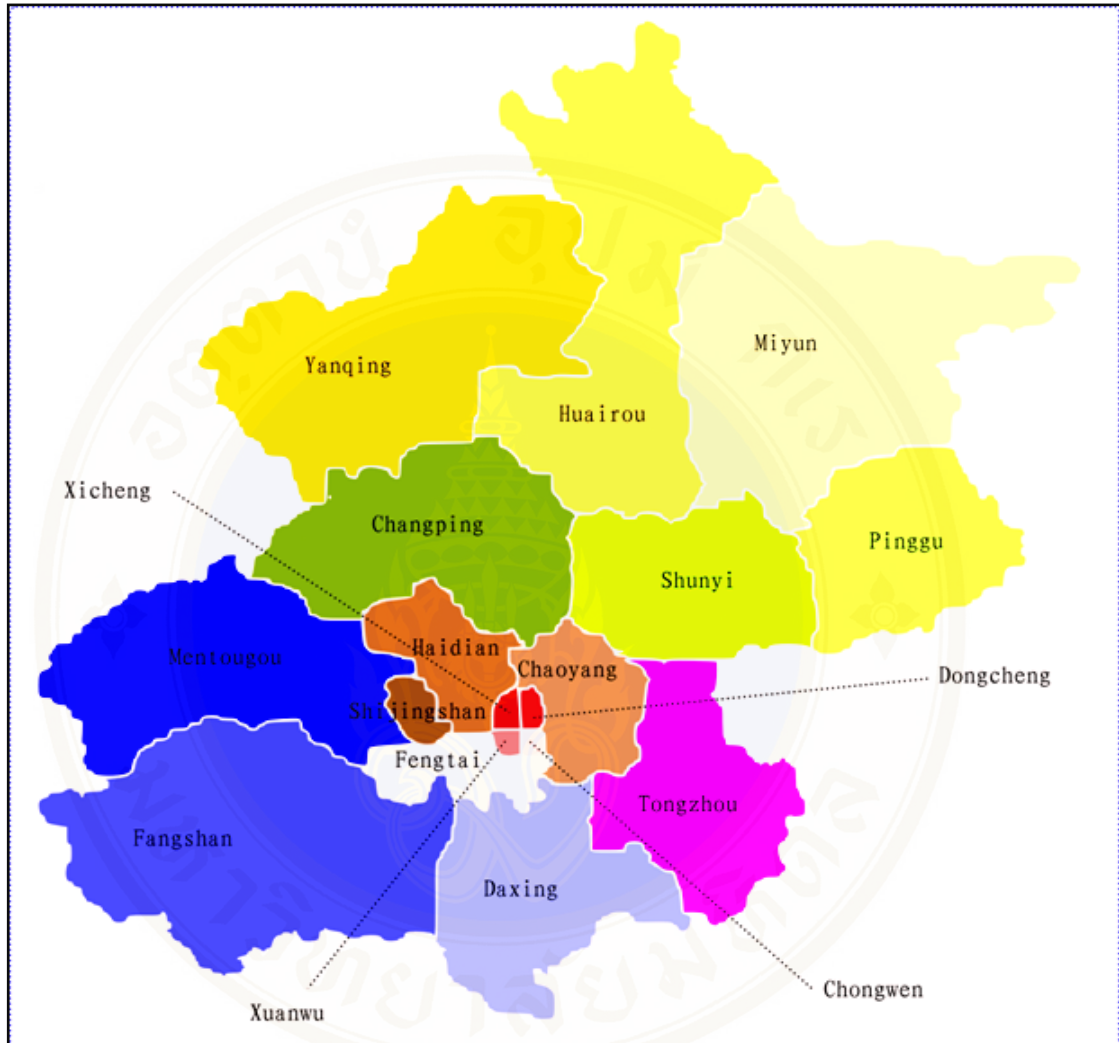 Miyun
Yanqing
Huairou
Xicheng
Changping
Pinggu
Shunyi
Haidian
Mentougou
Chaoyang
Dongcheng
Shijingshan
Fengtai
Tongzhou
Fangshan
Daxing
Chongwen
Xuanwu